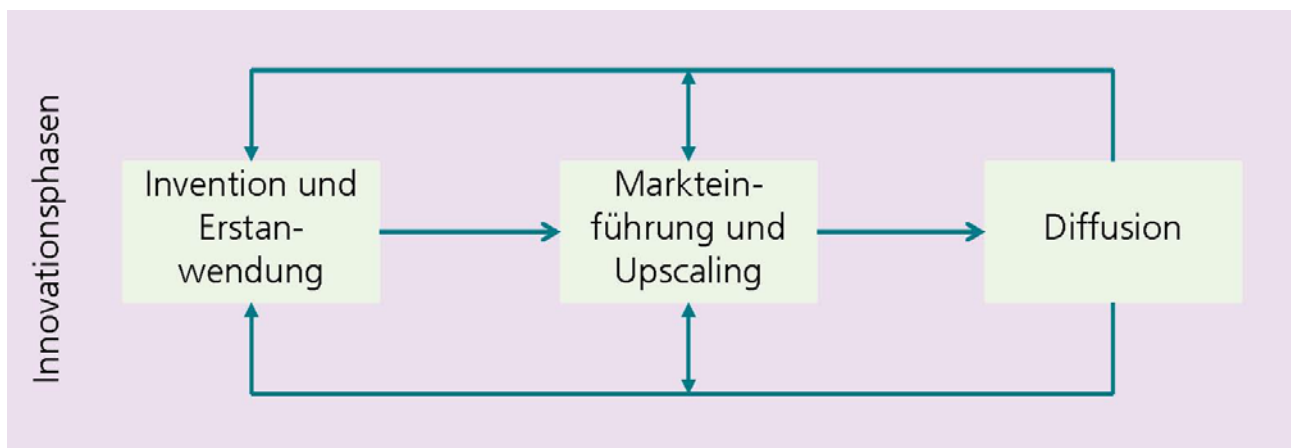 Innovationsphasen
Invention und
Erstan-
wendung
Marktein-
führung und
Upscaling
Diffusion